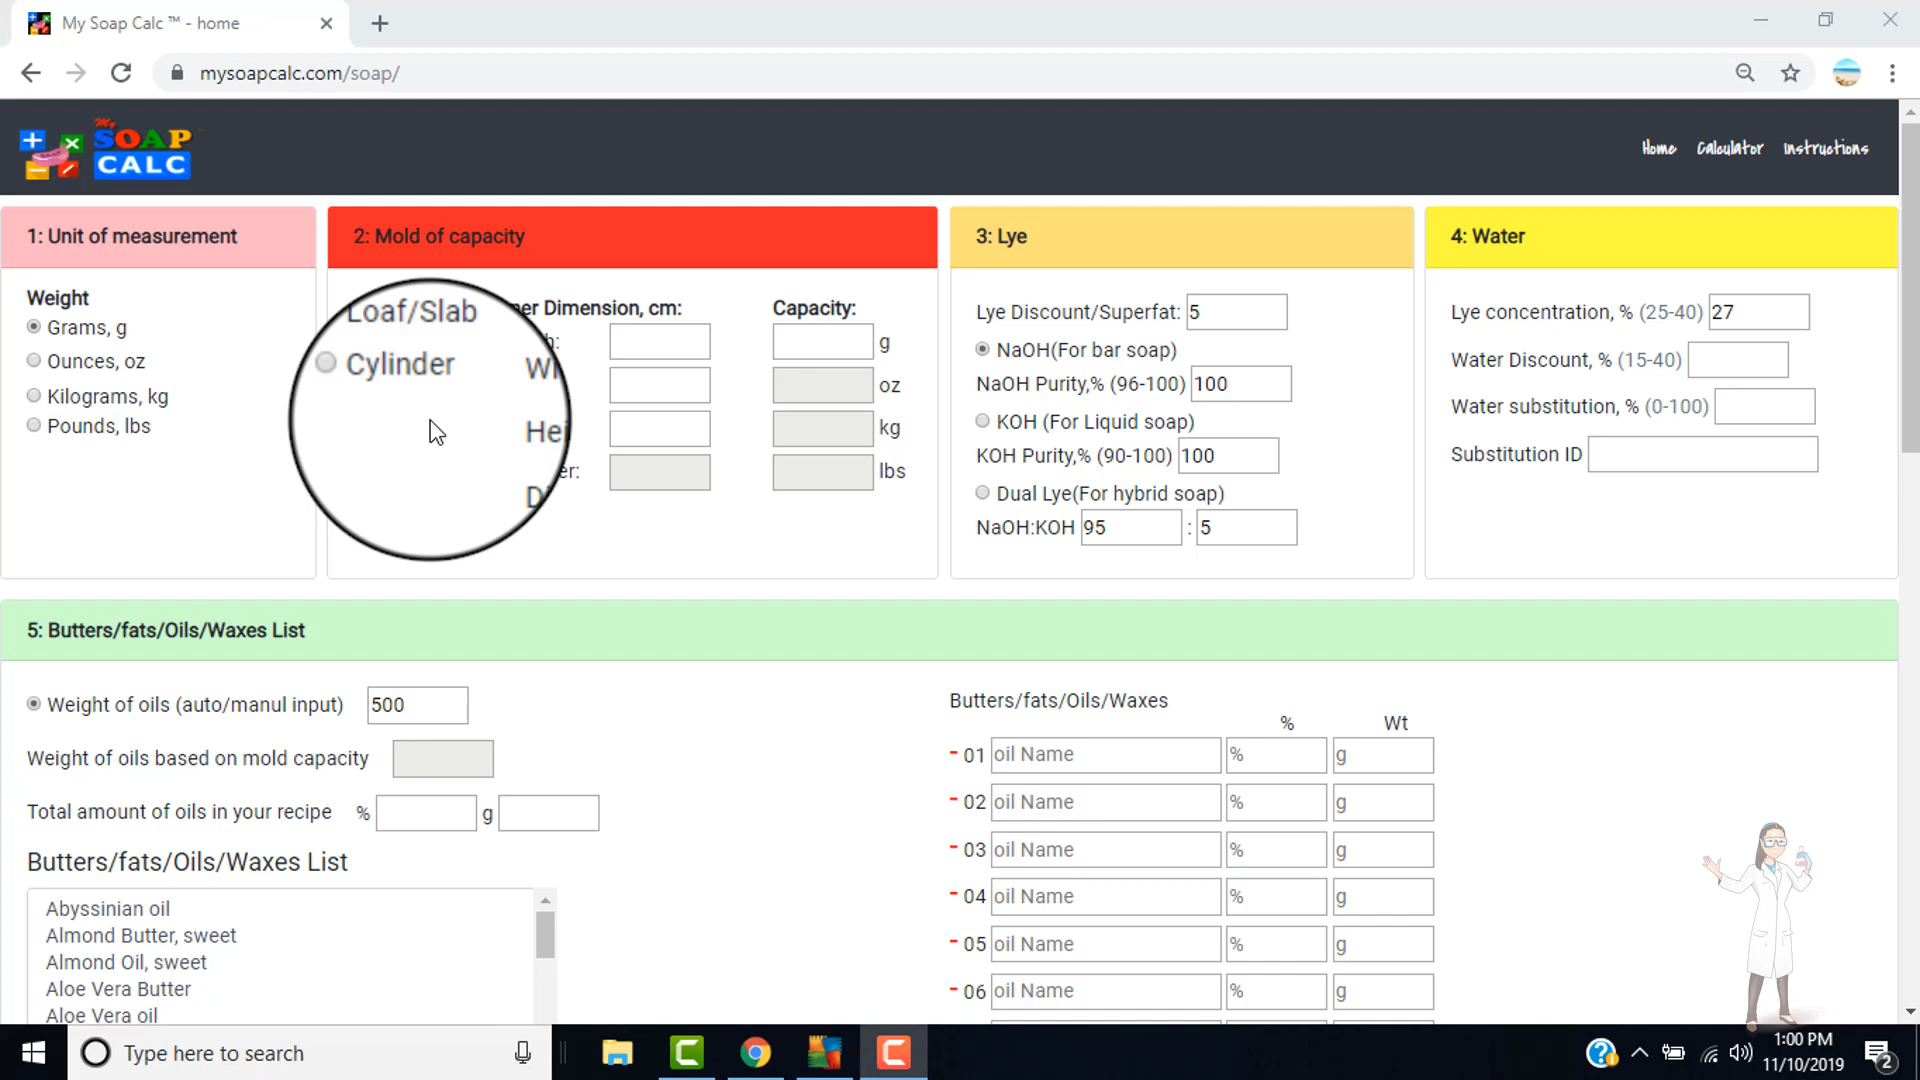 My Soap Calc ™ - home
mysoapcalc.com/soap/
My
SOAP
CALC
Home Calculator Instructions
1: Unit of measurement
Weight
Grams, g
Ounces, oz
Kilograms, kg
Pounds, lbs
2: Mold of capacity
Loaf/Slab
Cylinder
Dimension, cm:
Capacity:
g
oz
kg
lbs
3: Lye
Lye Discount/Superfat: 5
NaOH(For bar soap)
NaOH Purity,% (96-100) 100
KOH (For Liquid soap)
KOH Purity,% (90-100) 100
Dual Lye(For hybrid soap)
NaOH:KOH 95 : 5
4: Water
Lye concentration, % (25-40) 27
Water Discount, % (15-40)
Water substitution, % (0-100)
Substitution ID
5: Butters/fats/Oils/Waxes List
Weight of oils (auto/manul input) 500
Weight of oils based on mold capacity
Total amount of oils in your recipe % g
Butters/fats/Oils/Waxes List
Abyssinian oil
Almond Butter, sweet
Almond Oil, sweet
Aloe Vera Butter
Aloe Vera oil
Butters/fats/Oils/Waxes
% Wt
- 01 oil Name % g
- 02 oil Name % g
- 03 oil Name % g
- 04 oil Name % g
- 05 oil Name % g
- 06 oil Name % g
Type here to search
1:00 PM
11/10/2019
2